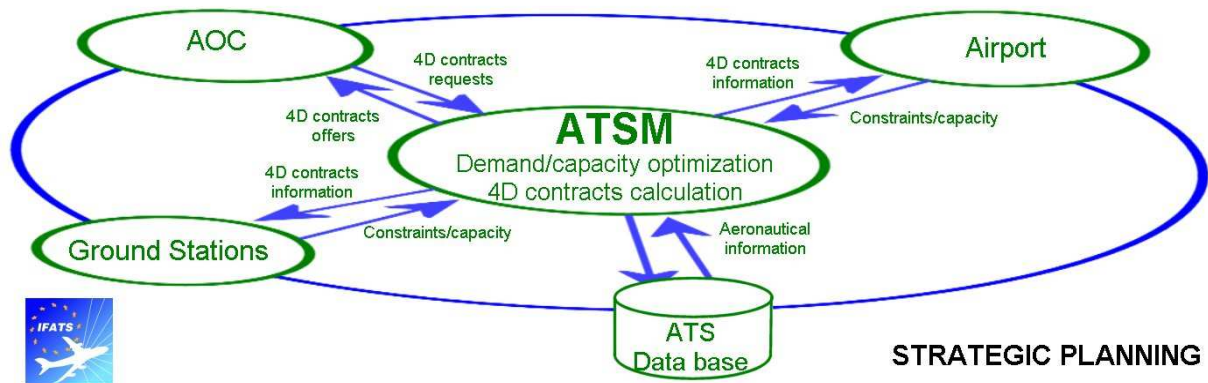 AOC
4D contracts
requests
4D contracts
offers
4D contracts
information
Airport
Constraints/capacity
ATSM
Demand/capacity optimization
4D contracts calculation
4D contracts
information
Ground Stations
Constraints/capacity
Aeronautical
information
ATS
Data base
IFATS
STRATEGIC PLANNING